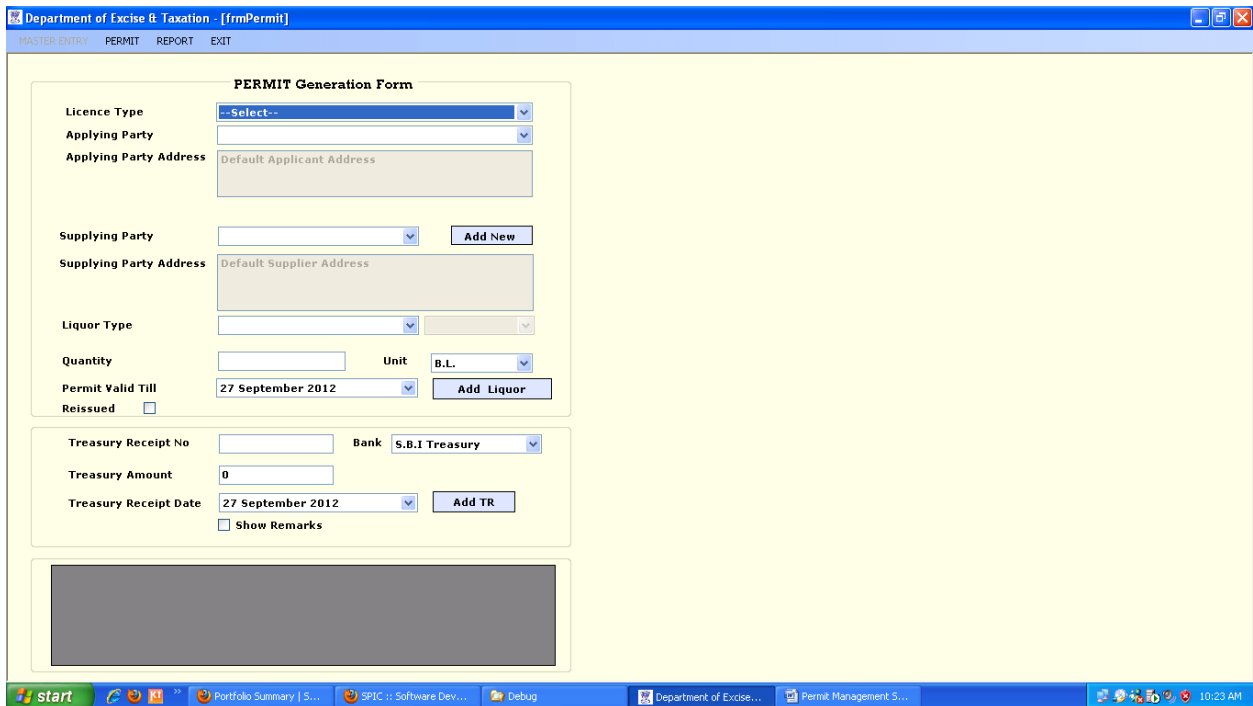 Department of Excise & Taxation - [frmPermit]
MASTER ENTRY PERMIT REPORT EXIT
PERMIT Generation Form
Licence Type --Select--
Applying Party
Applying Party Address Default Applicant Address
Supplying Party Add New
Supplying Party Address Default Supplier Address
Liquor Type
Quantity Unit B.L.
Permit Valid Till 27 September 2012 Add Liquor
Reissued
Treasury Receipt No Bank S.B.I Treasury
Treasury Amount 0
Treasury Receipt Date 27 September 2012 Add TR
Show Remarks
start Portfolio Summary | S... SPIC :: Software Dev... Debug Department of Excise... Permit Management S... 10:23 AM